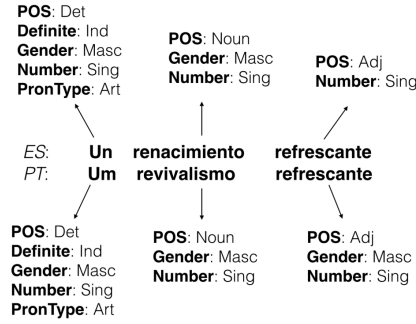 POS: Det
Definite: Ind
Gender: Masc
Number: Sing
PronType: Art
POS: Noun
Gender: Masc
Number: Sing
POS: Adj
Number: Sing
ES: Un renacimiento refrescante
PT: Um revivalismo refrescante
POS: Det
Definite: Ind
Gender: Masc
Number: Sing
PronType: Art
POS: Noun
Gender: Masc
Number: Sing
POS: Adj
Gender: Masc
Number: Sing